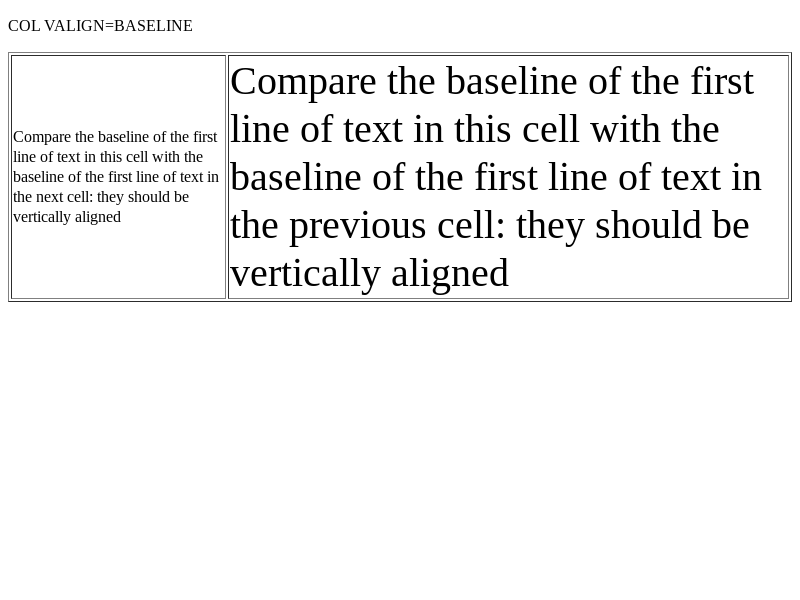 COL VALIGN=BASELINE
Compare the baseline of the first
line of text in this cell with the
baseline of the first line of text in
the next cell: they should be
vertically aligned
Compare the baseline of the first
line of text in this cell with the
baseline of the first line of text in
the previous cell: they should be
vertically aligned